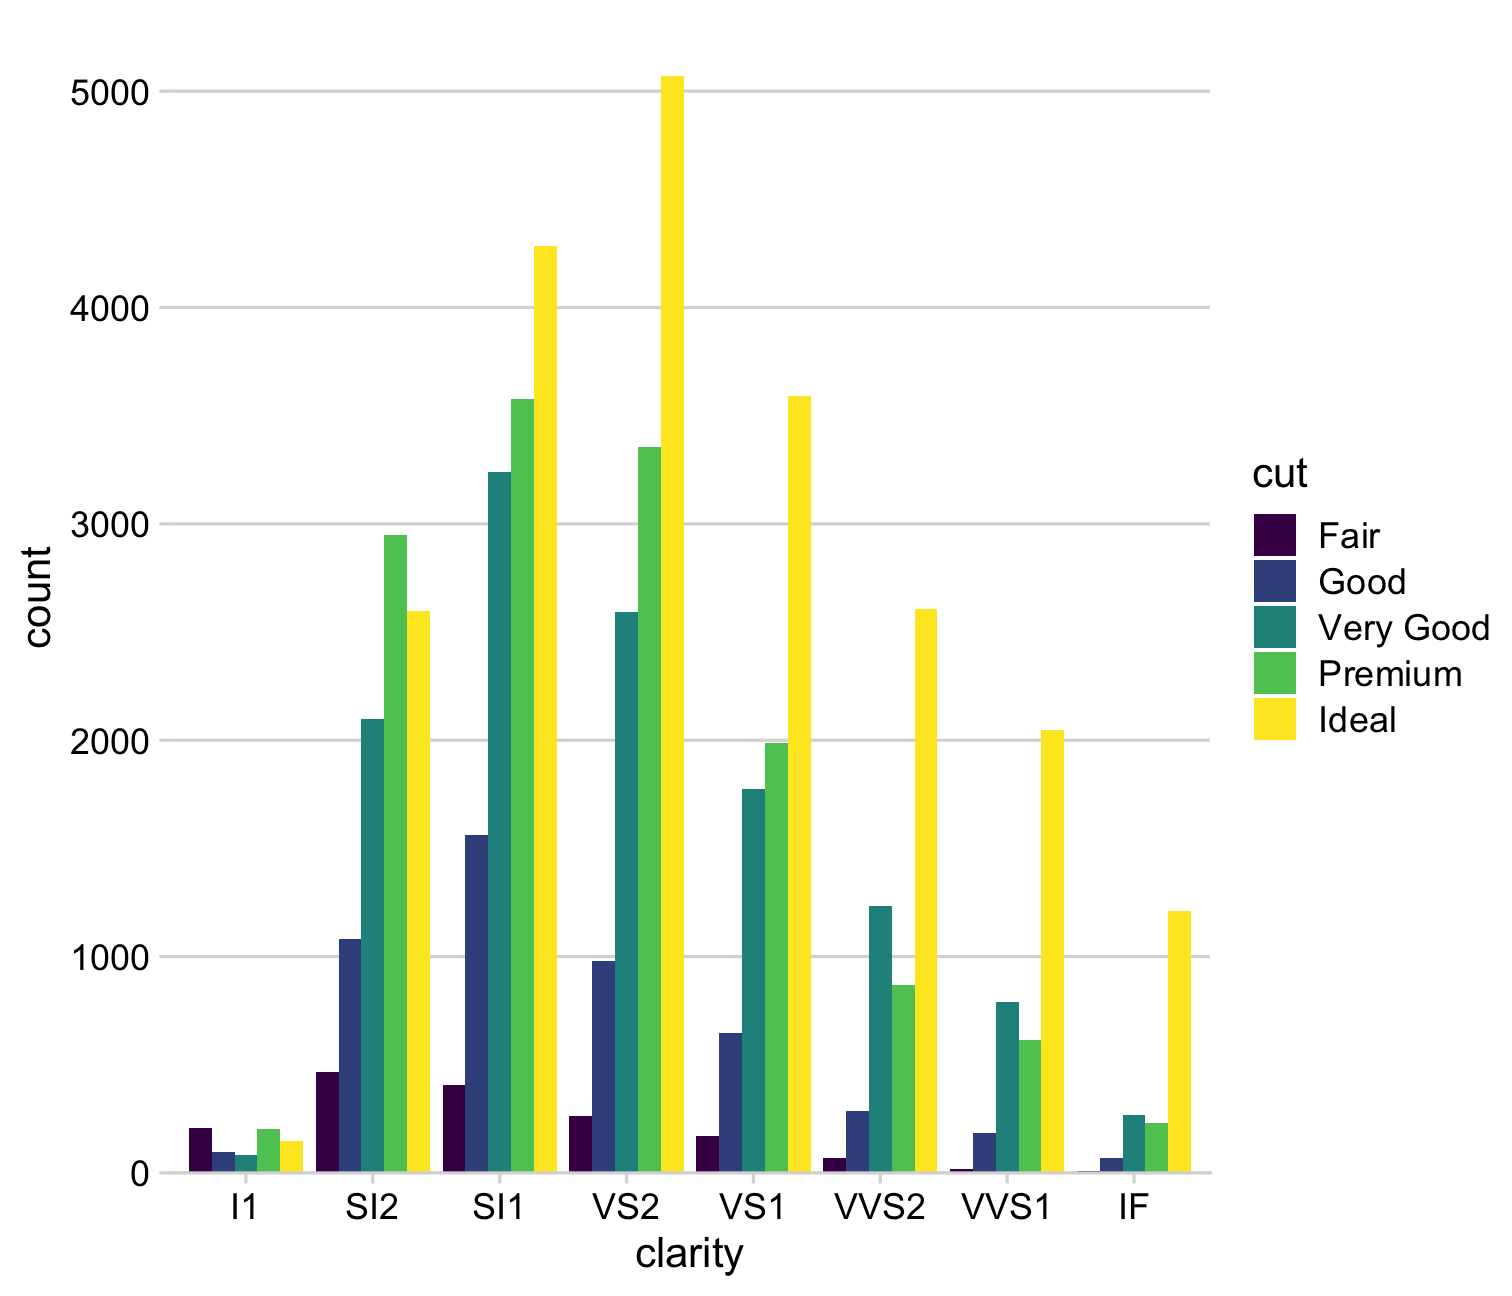 5000
4000
3000
2000
1000
0
count
I1 SI2 SI1 VS2 VS1 VVS2 VVS1 IF
clarity
cut
Fair
Good
Very Good
Premium
Ideal